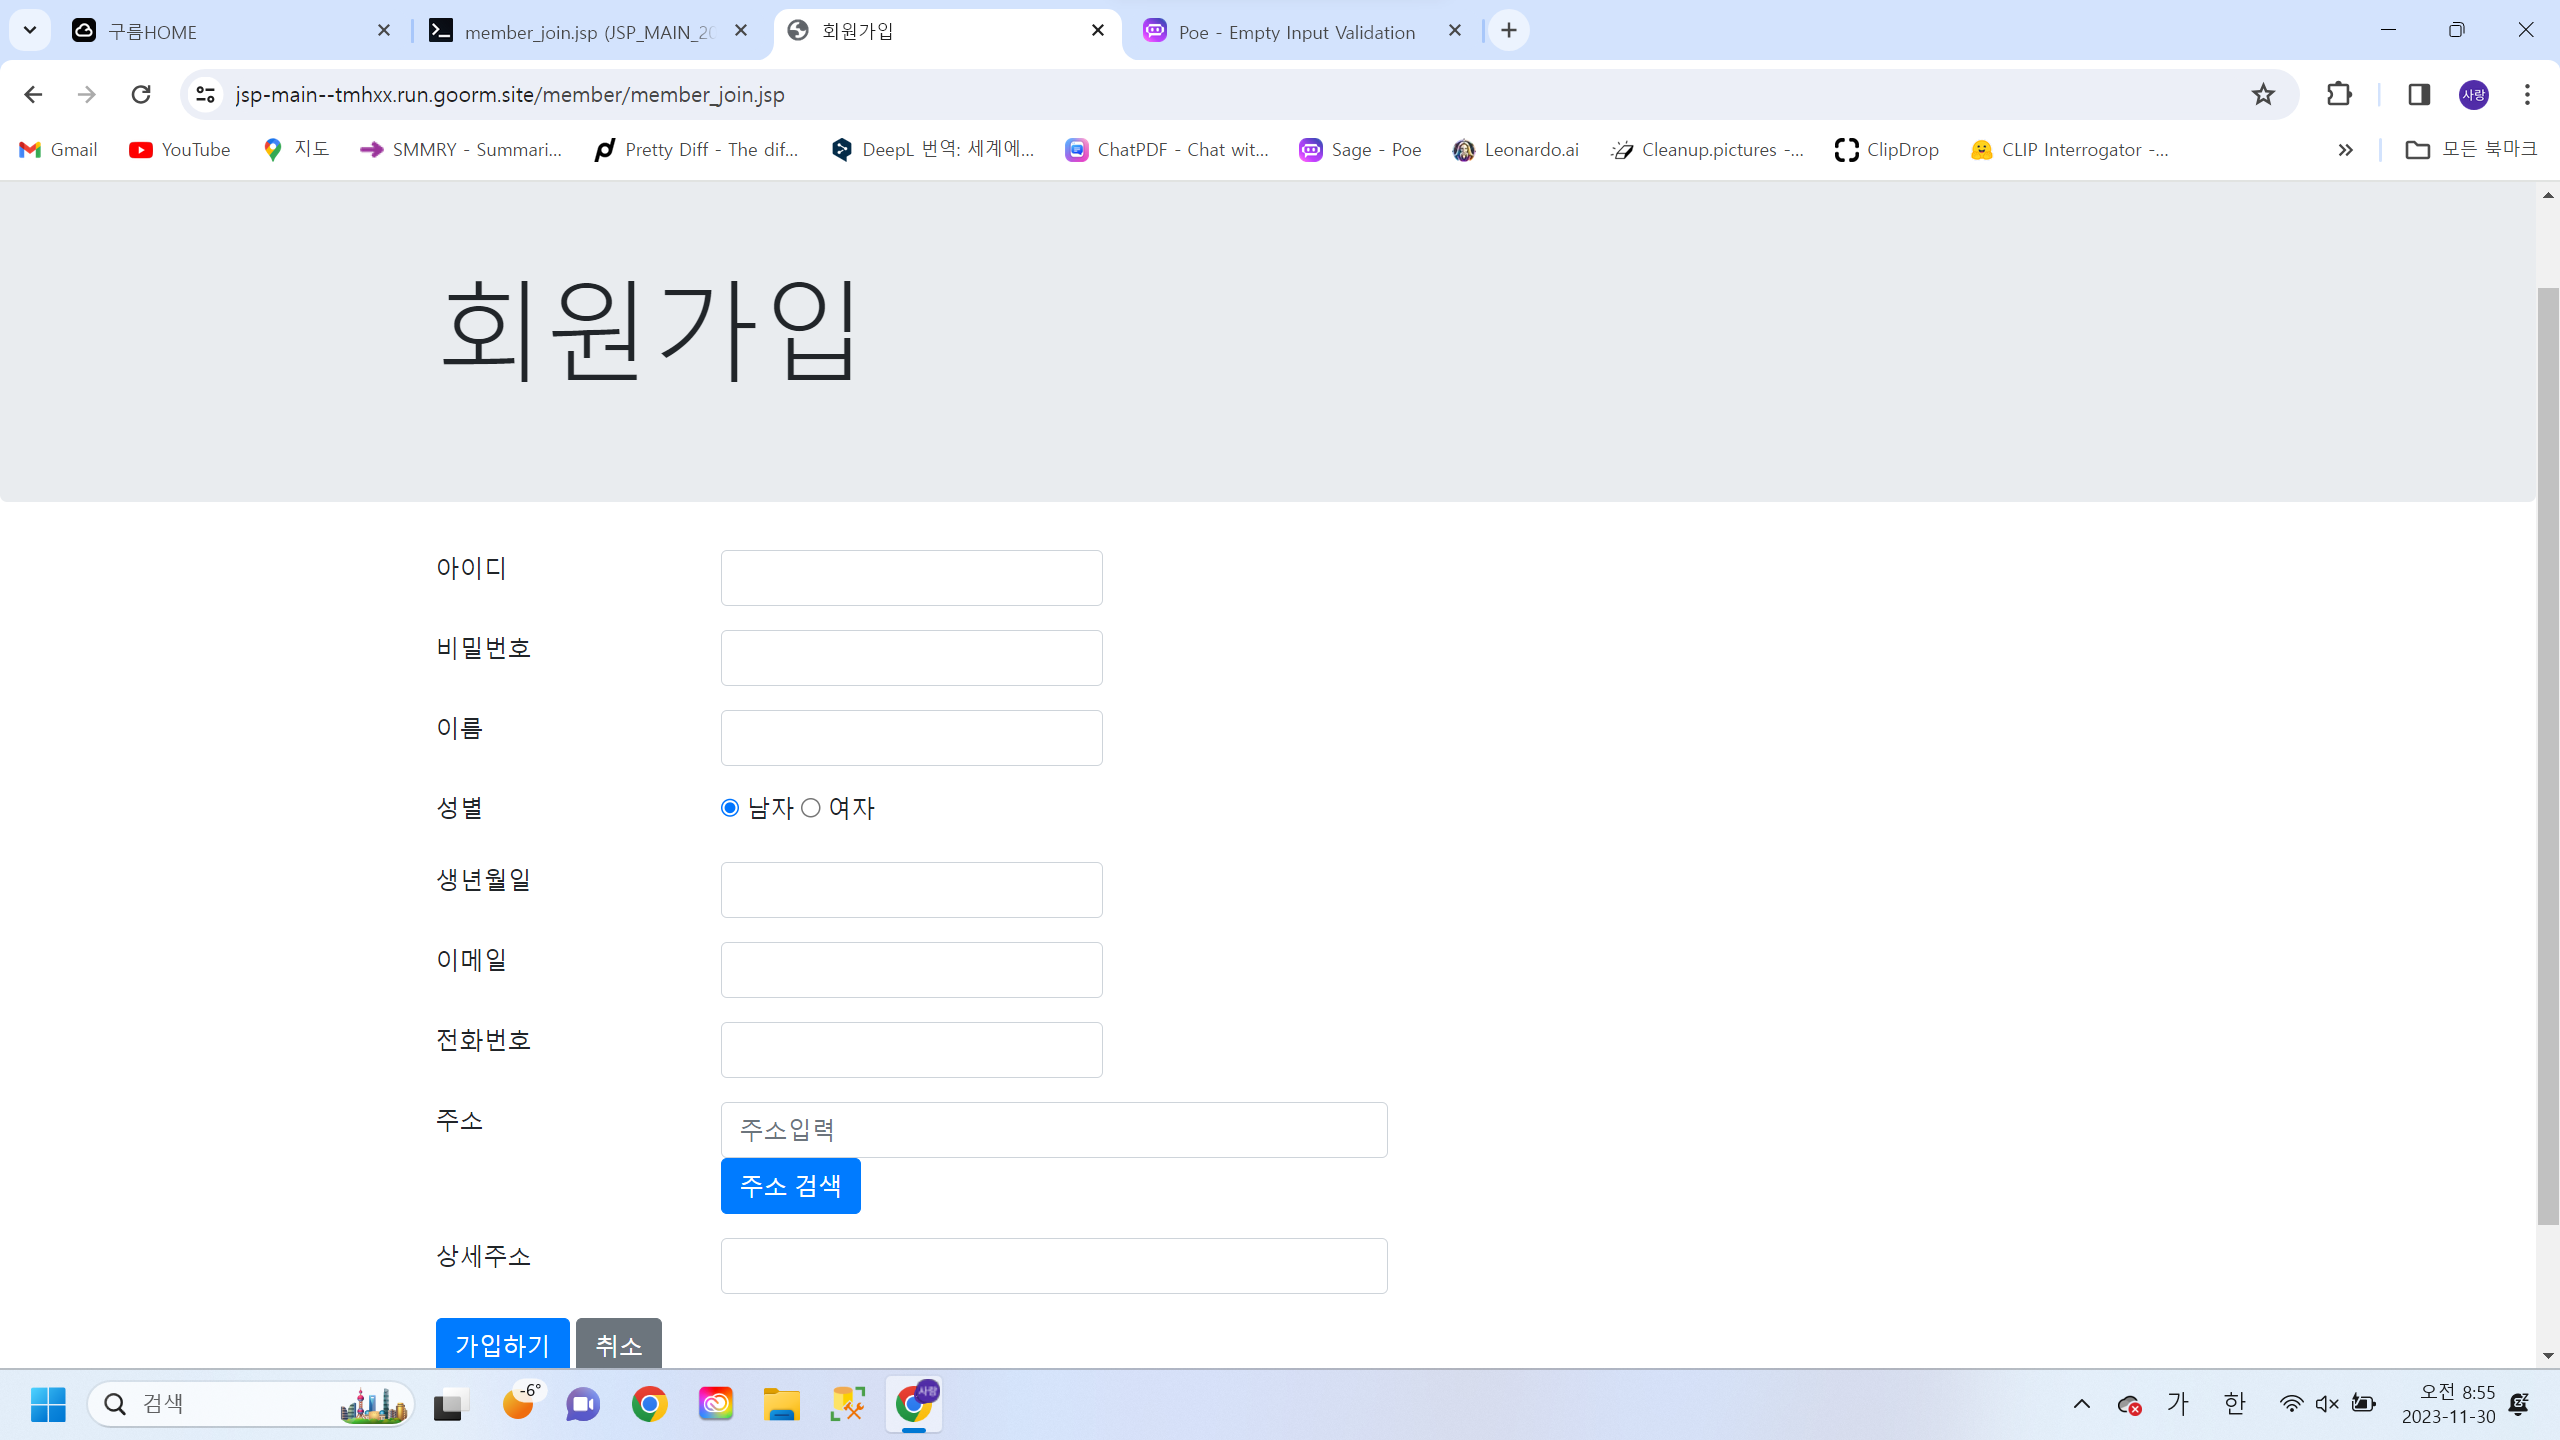 구름HOME
member_join.jsp (JSP_MAIN_20
회원가입
Poe - Empty Input Validation
jsp-main--tmhxx.run.goorm.site/member/member_join.jsp
사랑
Gmail
YouTube
지도
SMMRY - Summari...
Pretty Diff - The dif...
DeepL 번역: 세계에...
ChatPDF - Chat wit...
Sage - Poe
Leonardo.ai
Cleanup.pictures -...
ClipDrop
CLIP Interrogator -...
모든 북마크
회원가입
아이디
비밀번호
이름
성별 남자 여자
생년월일
이메일
전화번호
주소 주소입력
주소 검색
상세주소
가입하기 취소
검색
-6°
사랑
가 한
오전 8:55
2023-11-30